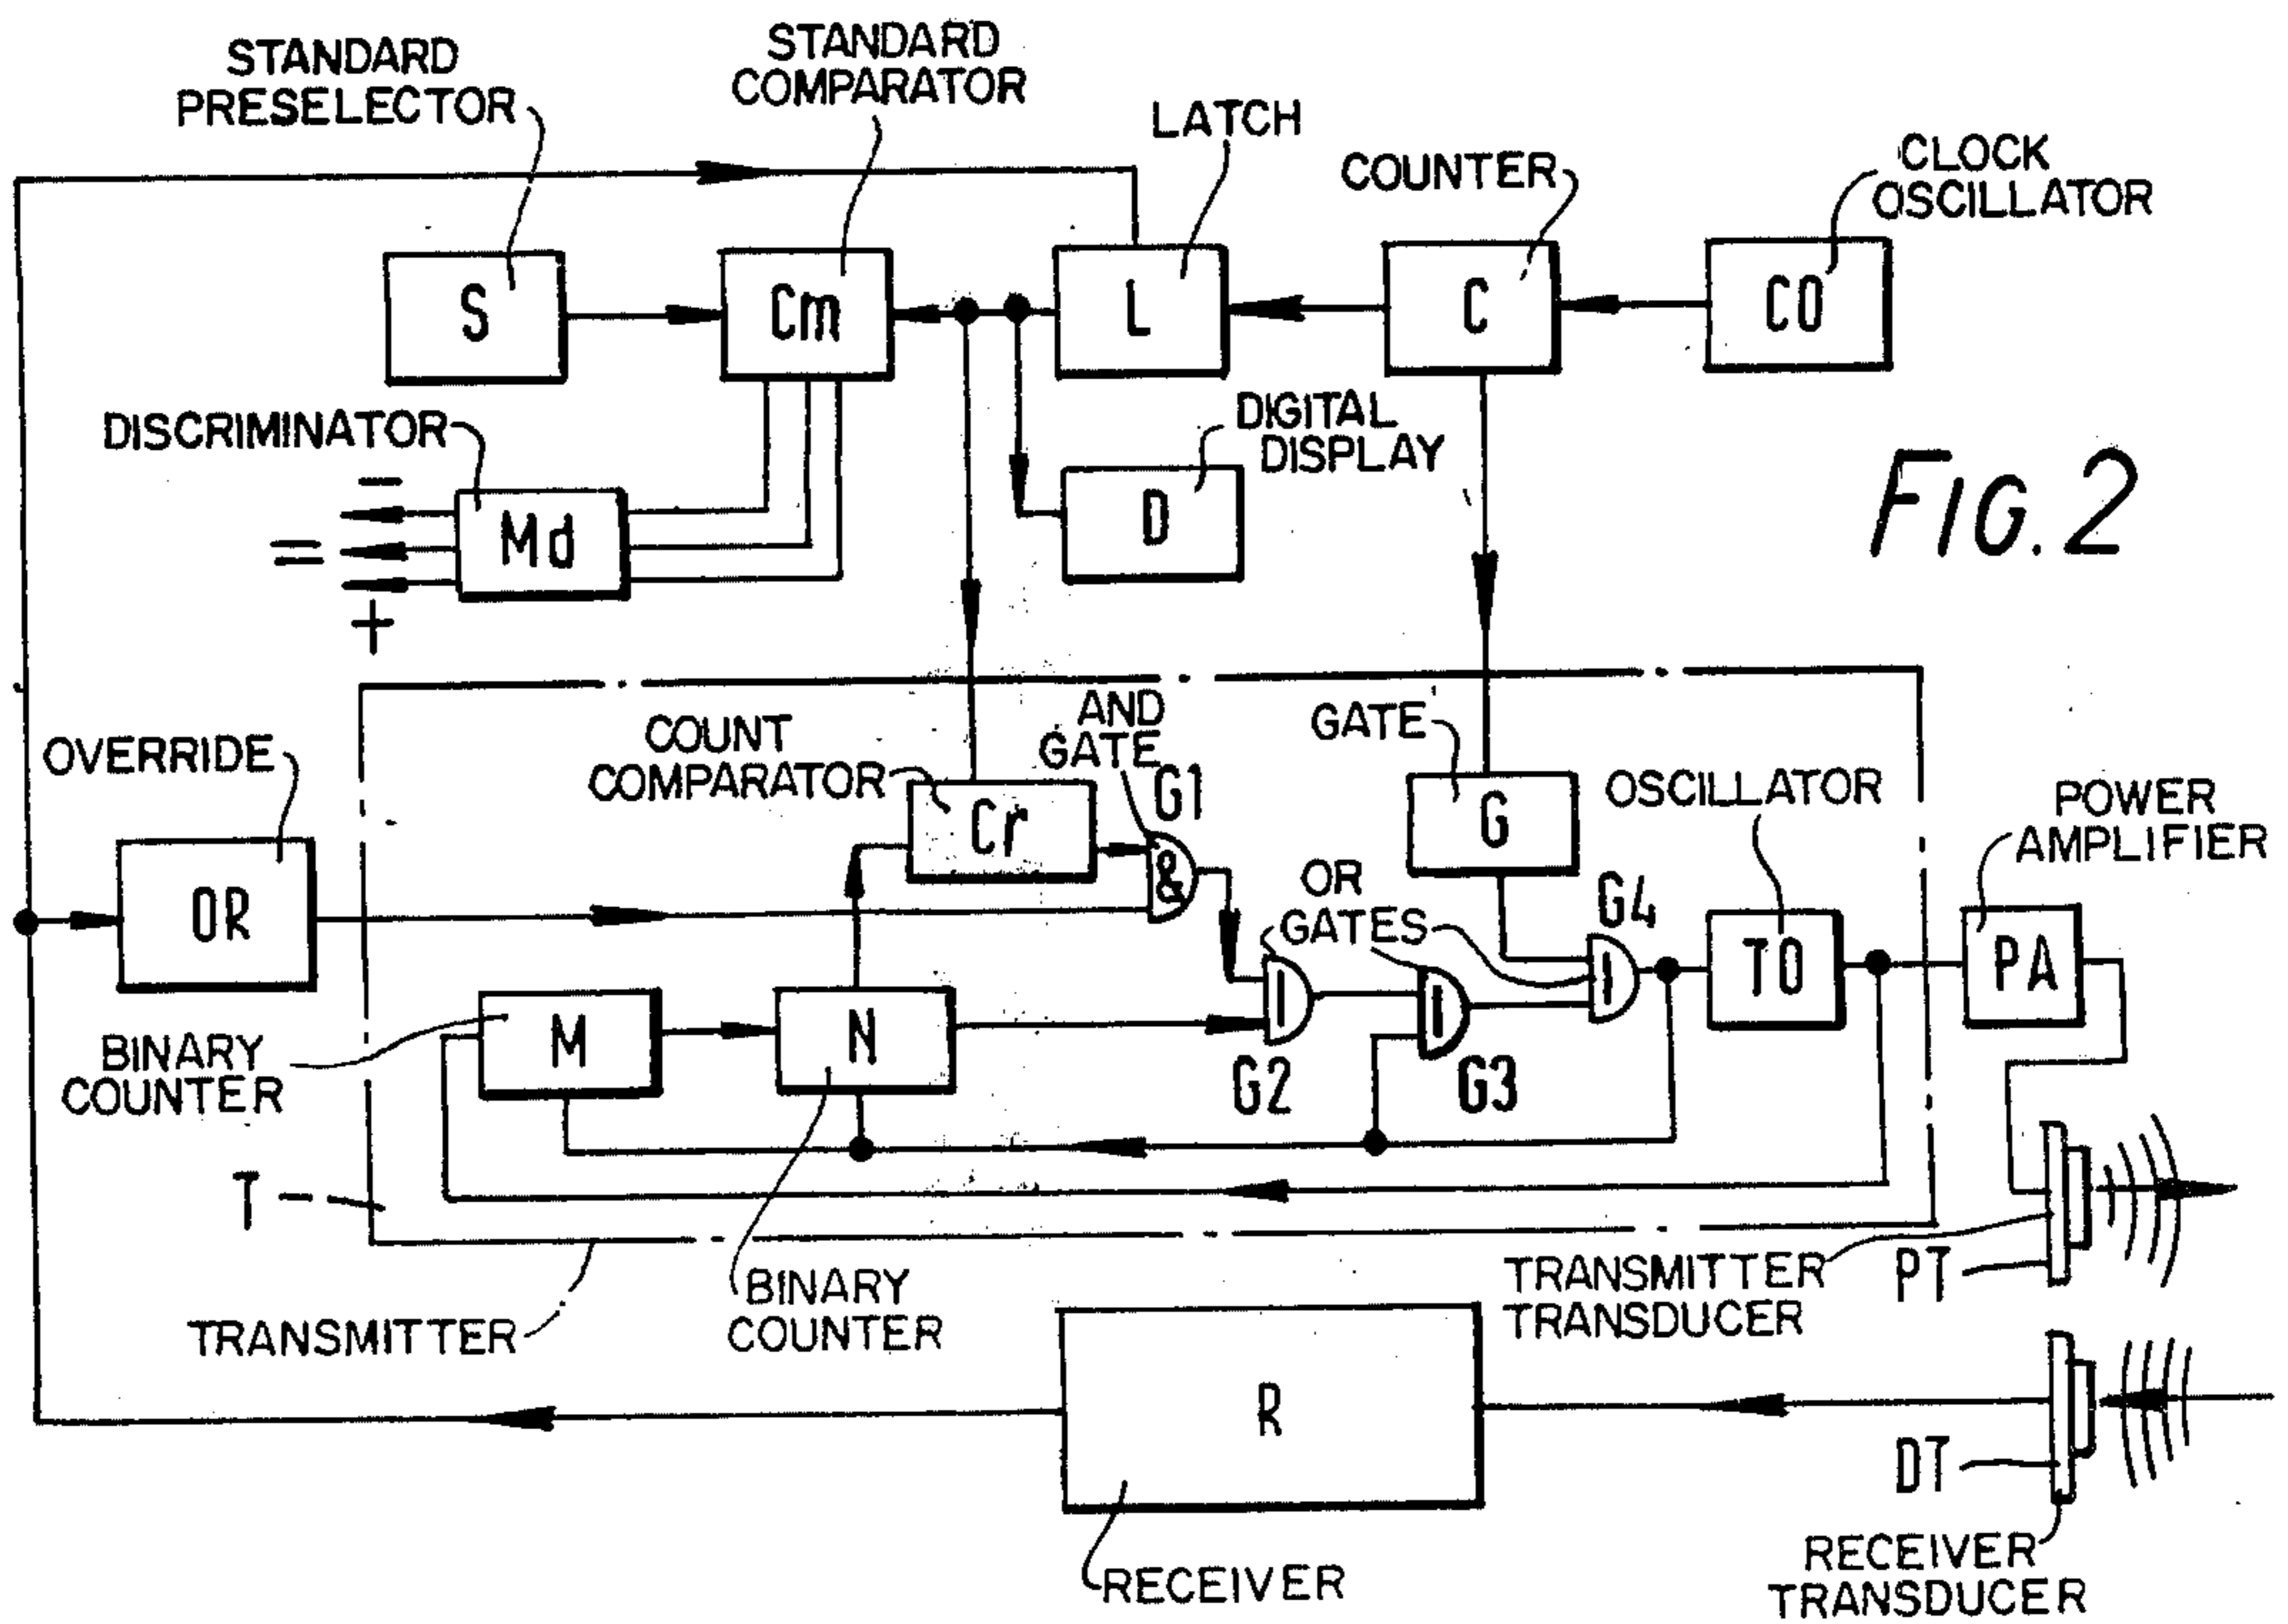 STANDARD
PRESELECTOR
STANDARD
COMPARATOR
LATCH
COUNTER
CLOCK
OSCILLATOR
S
Cm
L
C
CO
DISCRIMINATOR
DIGITAL
DISPLAY
Md
D
−
=
+
FIG. 2
OVERRIDE
COUNT
COMPARATOR
AND
GATE
G1
GATE
OSCILLATOR
POWER
AMPLIFIER
OR
Cr
&
G
OR
GATES
G4
TO
PA
BINARY
COUNTER
M
N
G2
G3
T
TRANSMITTER
BINARY
COUNTER
TRANSMITTER
TRANSDUCER
PT
R
DT
RECEIVER
RECEIVER
TRANSDUCER